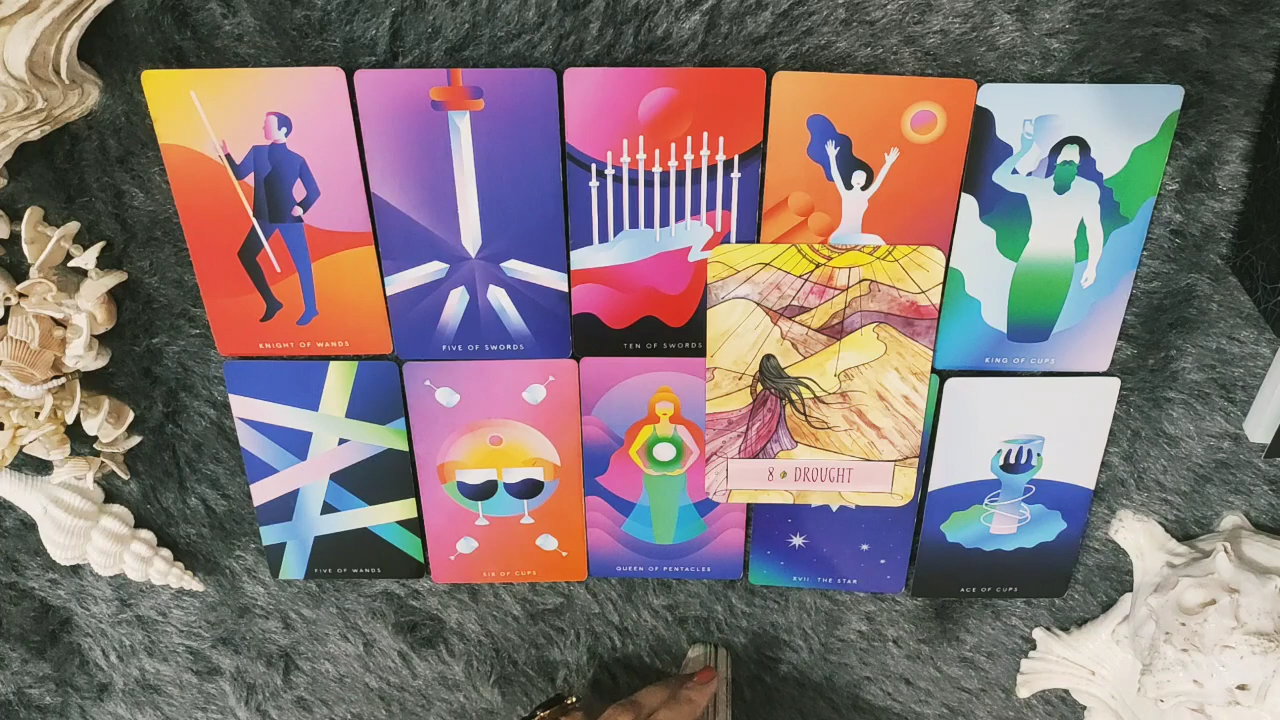 KNIGHT OF WANDS
FIVE OF SWORDS
TEN OF SWORDS
KING OF CUPS
8 DROUGHT
FIVE OF WANDS
SIX OF CUPS
QUEEN OF PENTACLES
XVII. THE STAR
ACE OF CUPS